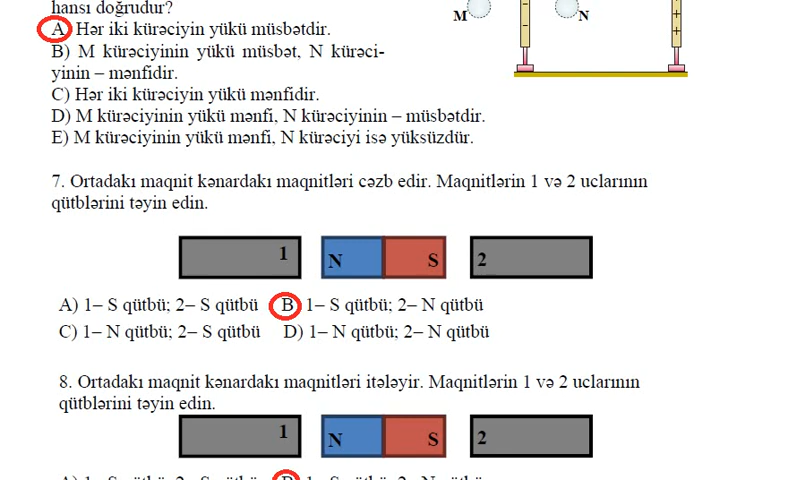 hansı doğrudur?
A) Hər iki kürəciyin yükü müsbətdir.
B) M kürəciyinin yükü müsbət, N kürəci-
yinin – mənfidir.
C) Hər iki kürəciyin yükü mənfidir.
D) M kürəciyinin yükü mənfi, N kürəciyinin – müsbətdir.
E) M kürəciyinin yükü mənfi, N kürəciyi isə yüksüzdür.
M N
7. Ortadakı maqnit kənardakı maqnitləri cəzb edir. Maqnitlərin 1 və 2 uclarının
qütblərini təyin edin.
1 N S 2
A) 1– S qütbü; 2– S qütbü B) 1– S qütbü; 2– N qütbü
C) 1– N qütbü; 2– S qütbü D) 1– N qütbü; 2– N qütbü
8. Ortadakı maqnit kənardakı maqnitləri itələyir. Maqnitlərin 1 və 2 uclarının
qütblərini təyin edin.
1 N S 2